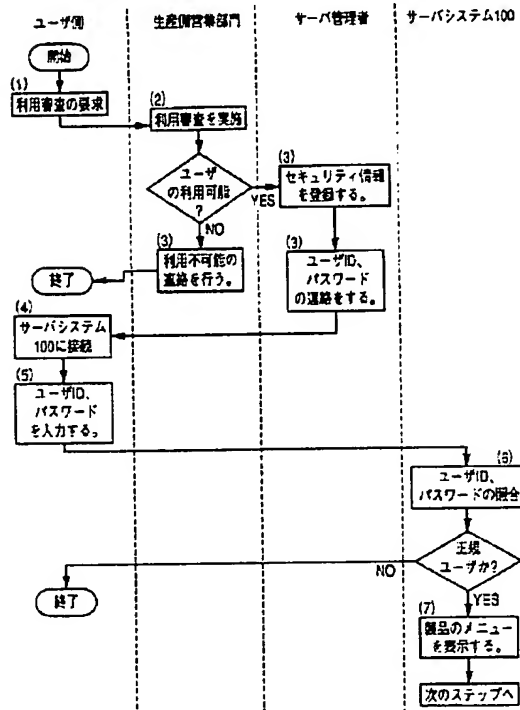 ユーザ側
生産側営業部門
サーバ管理者
サーバシステム100
開始
(1)
利用審査の要求
(2)
利用審査を実施
ユーザ
の利用可能
?
YES
NO
(3)
セキュリティ情報
を登録する。
(3)
利用不可能の
連絡を行う。
(3)
ユーザID、
パスワード
の連絡をする。
終了
(4)
サーバシステム
100に接続
(5)
ユーザID、
パスワード
を入力する。
(6)
ユーザID、
パスワードの照合
正規
ユーザか?
NO
YES
終了
(7)
製品のメニュー
を表示する。
次のステップへ